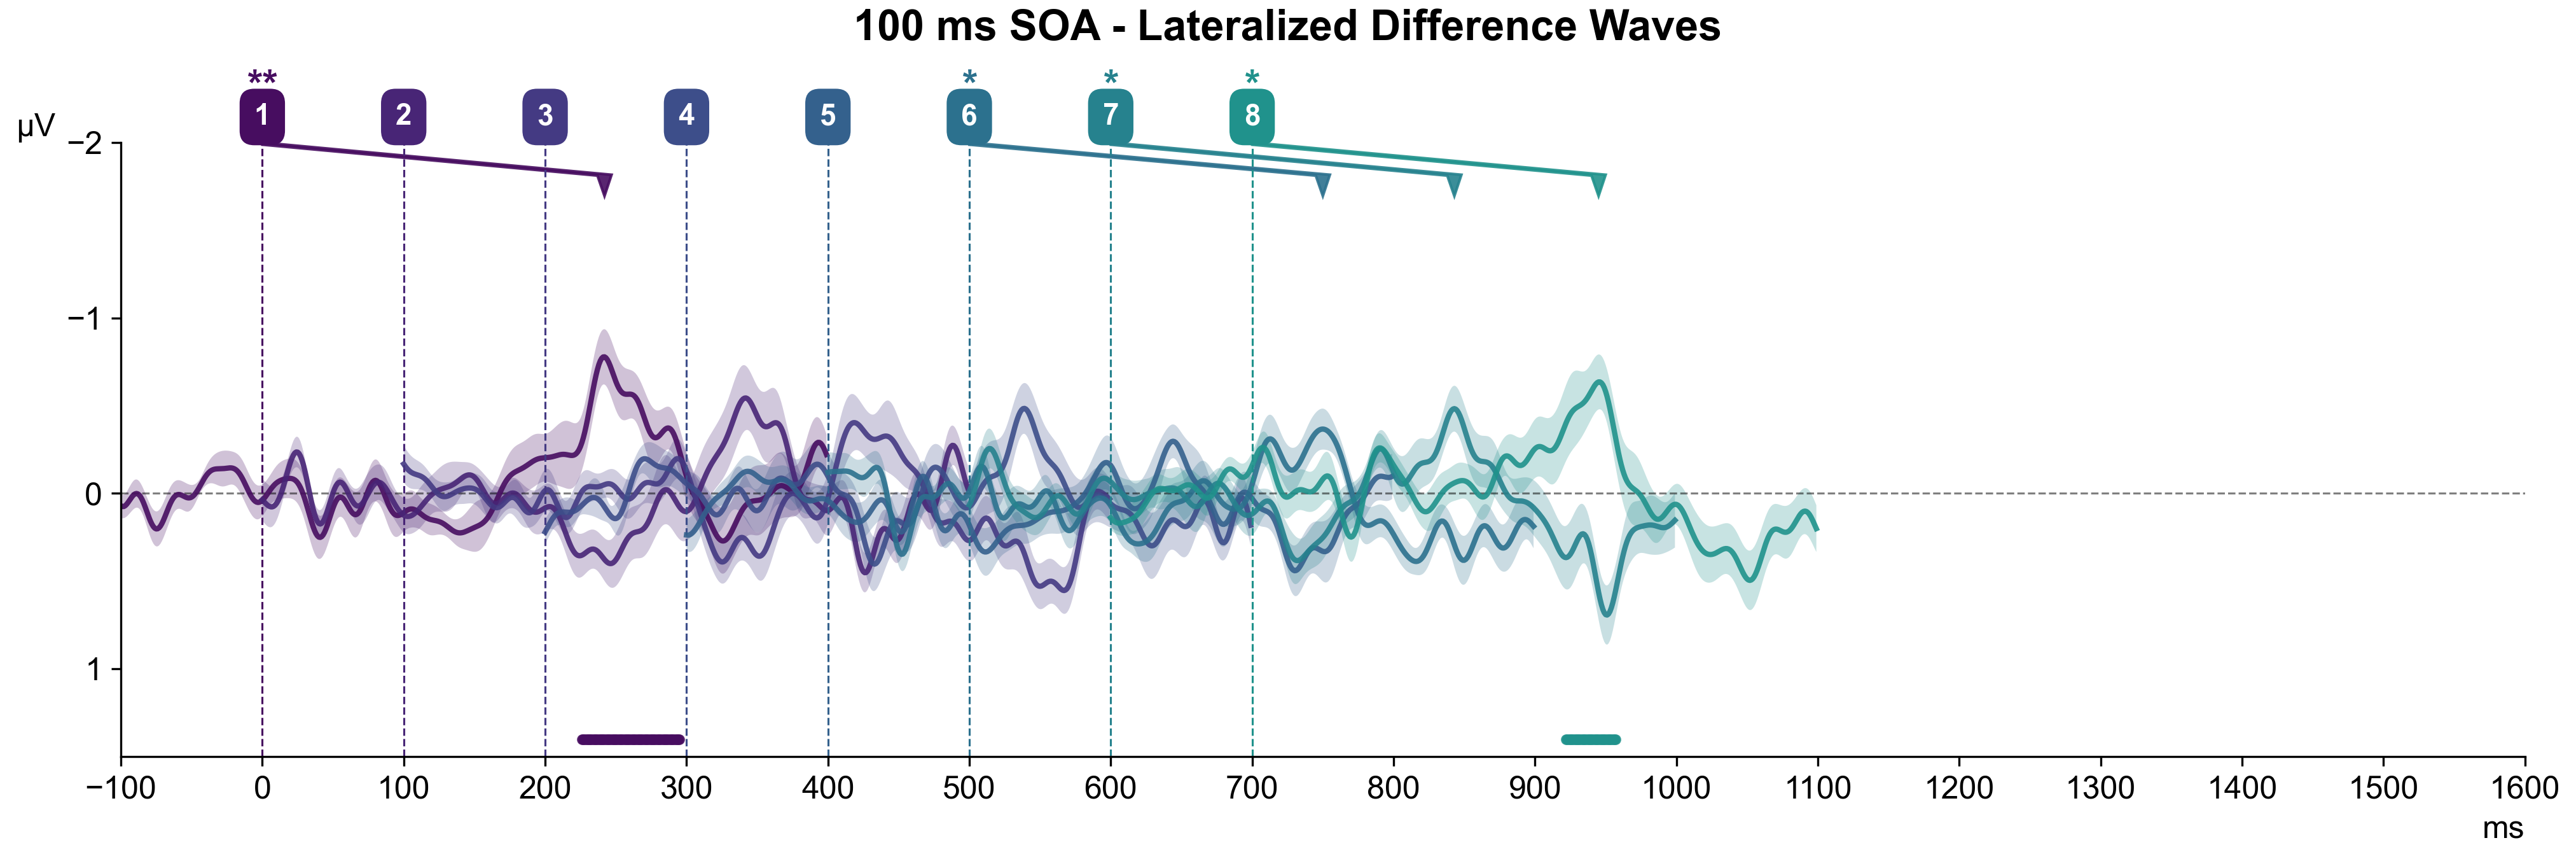 100 ms SOA - Lateralized Difference Waves
** * * *
1 2 3 4 5 6 7 8
µV
−2
−1
0
1
−100 0 100 200 300 400 500 600 700 800 900 1000 1100 1200 1300 1400 1500 1600
ms